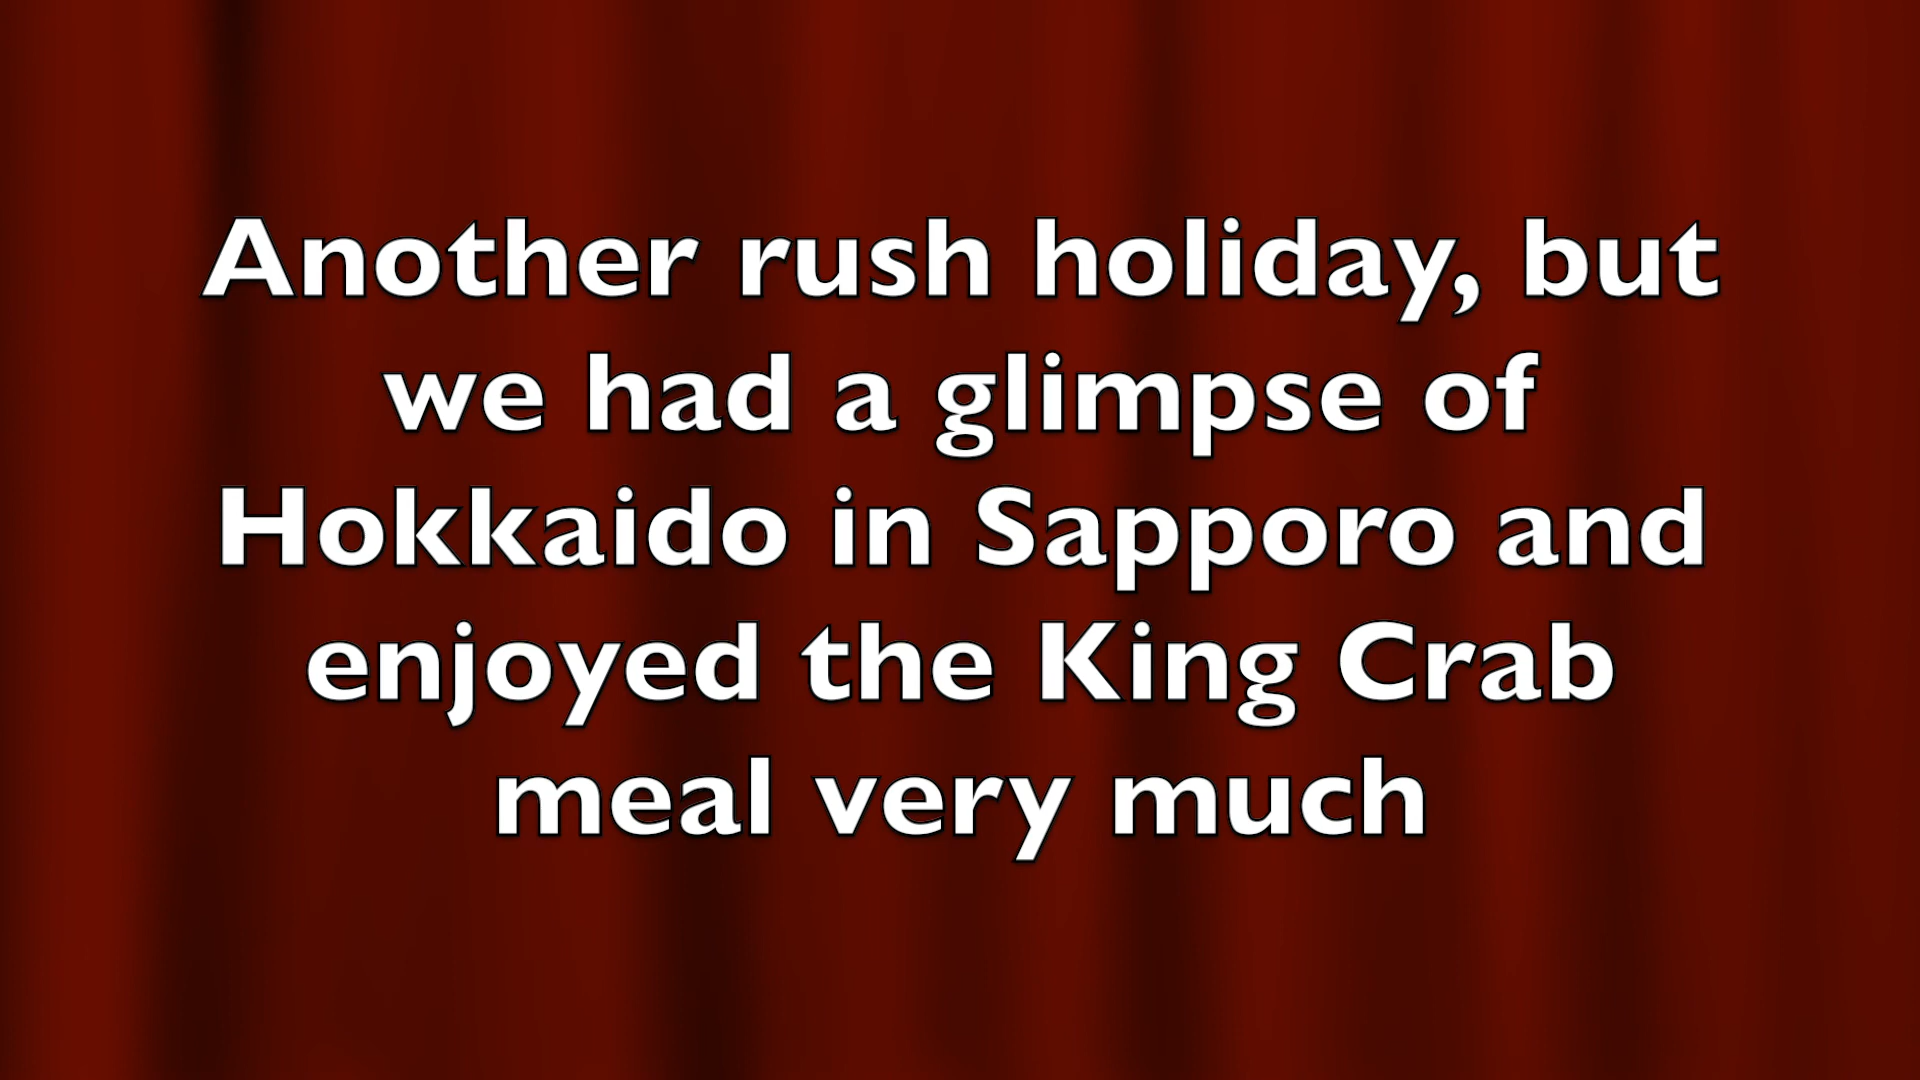 Another rush holiday, but
we had a glimpse of
Hokkaido in Sapporo and
enjoyed the King Crab
meal very much